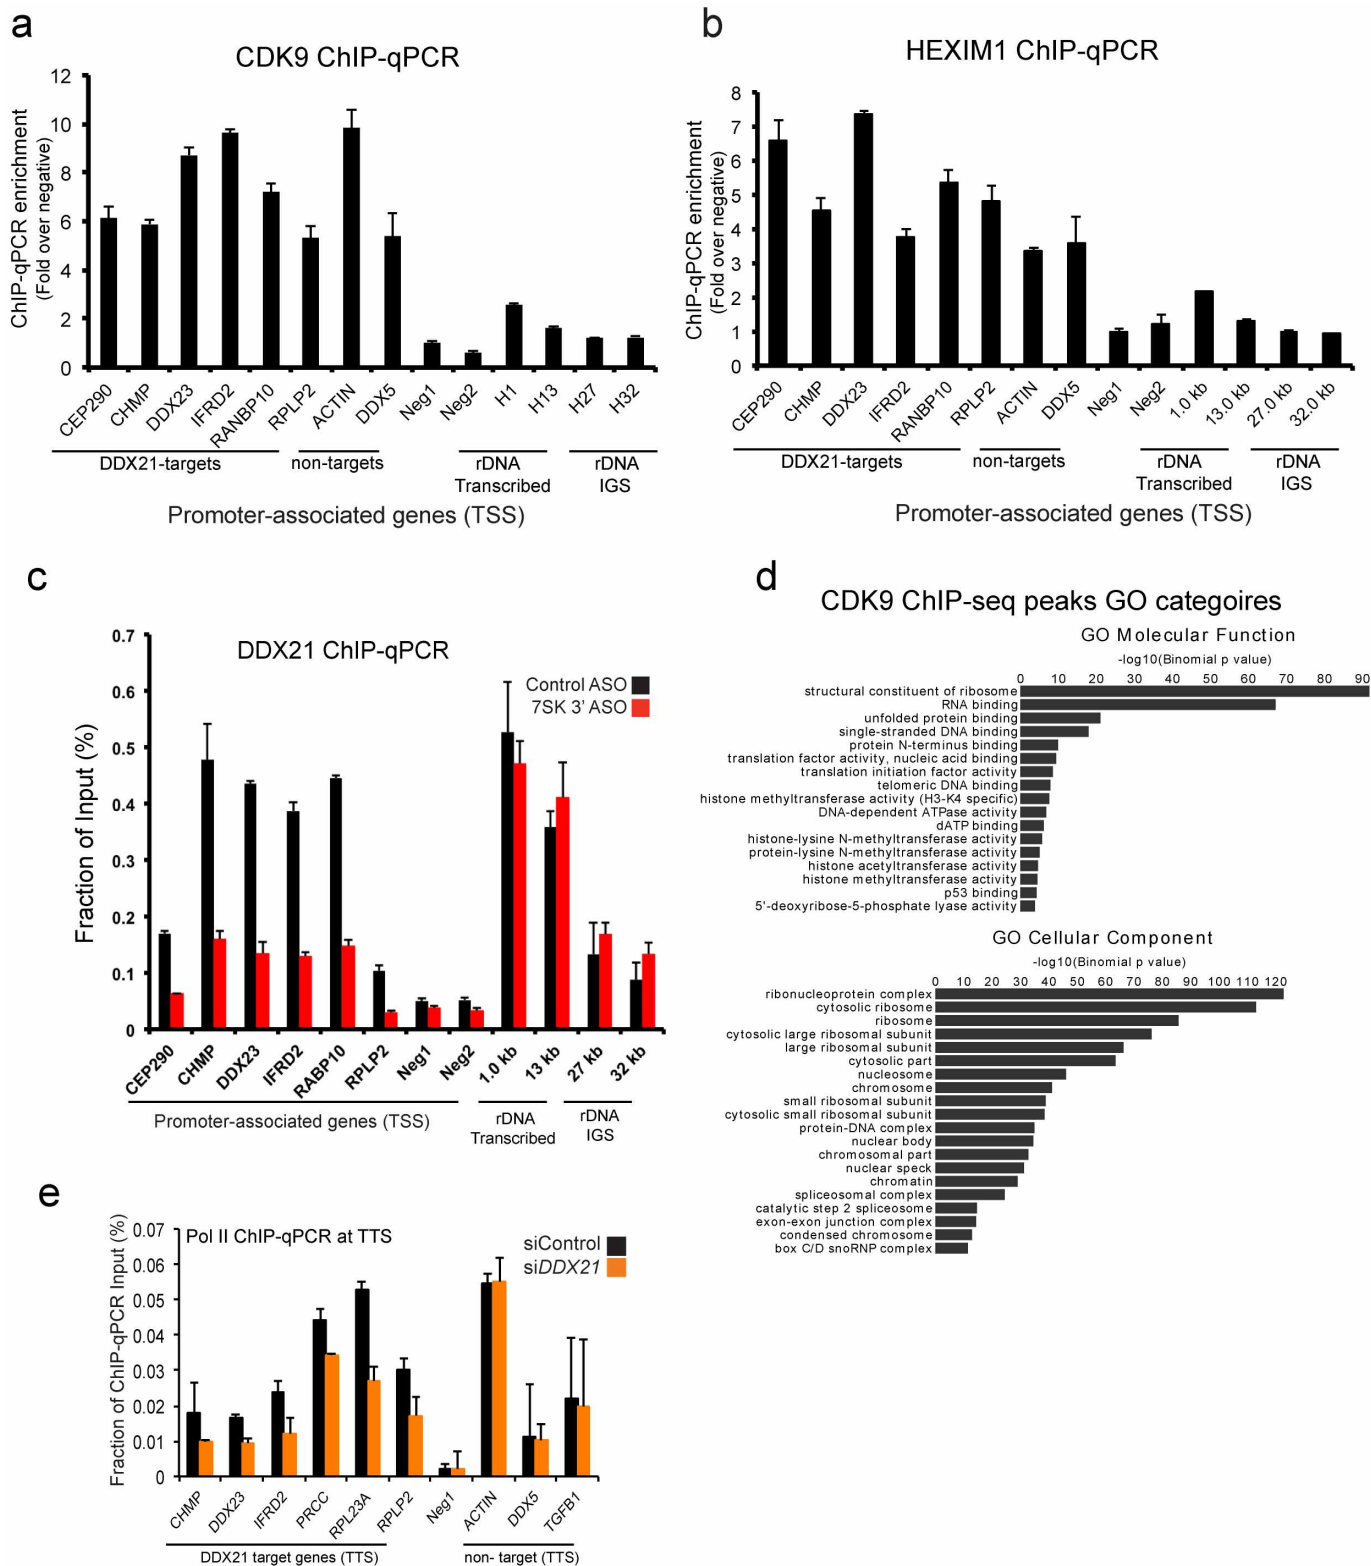 a
CDK9 ChIP-qPCR
ChIP-qPCR enrichment
(Fold over negative)
12
10
8
6
4
2
0
CEP290
CHMP
DDX23
IFRD2
RANBP10
RPLP2
ACTIN
DDX5
Neg1
Neg2
H1
H13
H27
H32
DDX21-targets
non-targets
rDNA
Transcribed
rDNA
IGS
Promoter-associated genes (TSS)
b
HEXIM1 ChIP-qPCR
ChIP-qPCR enrichment
(Fold over negative)
8
7
6
5
4
3
2
1
0
CEP290
CHMP
DDX23
IFRD2
RANBP10
RPLP2
ACTIN
DDX5
Neg1
Neg2
1.0 kb
13.0 kb
27.0 kb
32.0 kb
DDX21-targets
non-targets
rDNA
Transcribed
rDNA
IGS
Promoter-associated genes (TSS)
c
DDX21 ChIP-qPCR
Control ASO
7SK 3' ASO
Fraction of Input (%)
0.7
0.6
0.5
0.4
0.3
0.2
0.1
0
CEP290
CHMP
DDX23
IFRD2
RABP10
RPLP2
Neg1
Neg2
1.0 kb
13 kb
27 kb
32 kb
Promoter-associated genes (TSS)
rDNA
Transcribed
rDNA
IGS
d
CDK9 ChIP-seq peaks GO categoires
GO Molecular Function
-log10(Binomial p value)
0 10 20 30 40 50 60 70 80 90
structural constituent of ribosome
RNA binding
unfolded protein binding
single-stranded DNA binding
protein N-terminus binding
translation factor activity, nucleic acid binding
translation initiation factor activity
telomeric DNA binding
histone methyltransferase activity (H3-K4 specific)
DNA-dependent ATPase activity
dATP binding
histone-lysine N-methyltransferase activity
protein-lysine N-methyltransferase activity
histone acetyltransferase activity
histone methyltransferase activity
p53 binding
5'-deoxyribose-5-phosphate lyase activity
GO Cellular Component
-log10(Binomial p value)
0 10 20 30 40 50 60 70 80 90 100 110 120
ribonucleoprotein complex
cytosolic ribosome
ribosome
cytosolic large ribosomal subunit
large ribosomal subunit
cytosolic part
nucleosome
chromosome
small ribosomal subunit
cytosolic small ribosomal subunit
protein-DNA complex
nuclear body
chromosomal part
nuclear speck
chromatin
spliceosomal complex
catalytic step 2 spliceosome
exon-exon junction complex
condensed chromosome
box C/D snoRNP complex
e
Pol II ChIP-qPCR at TTS
siControl
siDDX21
Fraction of ChIP-qPCR Input (%)
0.07
0.06
0.05
0.04
0.03
0.02
0.01
0
CHMP
DDX23
IFRD2
PRCC
RPL23A
RPLP2
Neg1
ACTIN
DDX5
TGFB1
DDX21 target genes (TTS)
non- target (TTS)